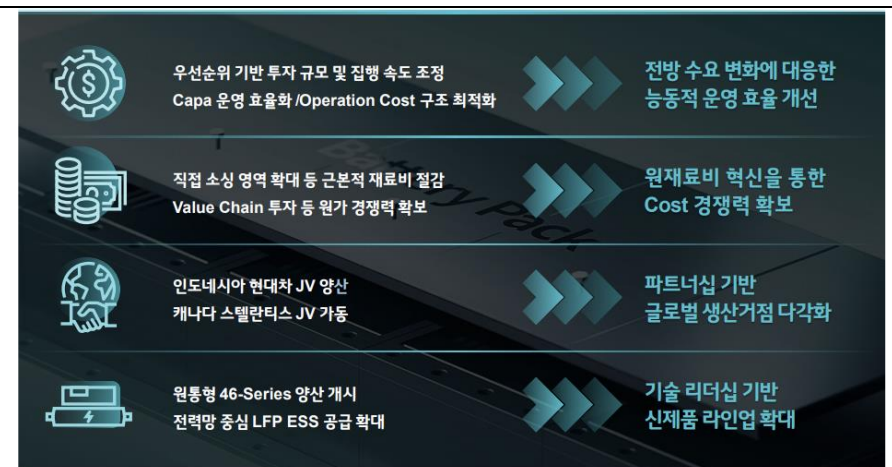 우선순위 기반 투자 규모 및 집행 속도 조정
Capa 운영 효율화 /Operation Cost 구조 최적화
전방 수요 변화에 대응한
능동적 운영 효율 개선
직접 소싱 영역 확대 등 근본적 재료비 절감
Value Chain 투자 등 원가 경쟁력 확보
원재료비 혁신을 통한
Cost 경쟁력 확보
인도네시아 현대차 JV 양산
캐나다 스텔란티스 JV 가동
파트너십 기반
글로벌 생산거점 다각화
원통형 46-Series 양산 개시
전력망 중심 LFP ESS 공급 확대
기술 리더십 기반
신제품 라인업 확대
Battery Pack